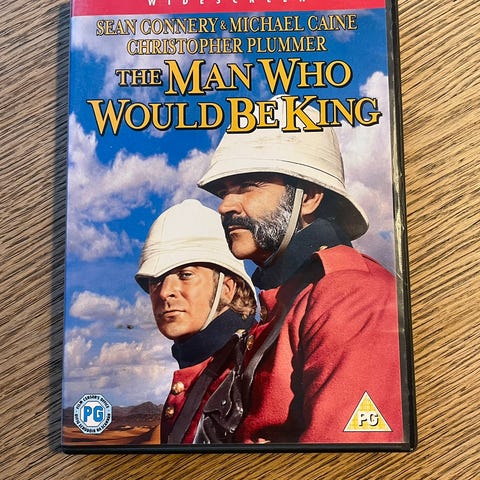 WIDESCREEN
SEAN CONNERY & MICHAEL CAINE
CHRISTOPHER PLUMMER
THE MAN WHO
WOULD BE KING
PG
PG